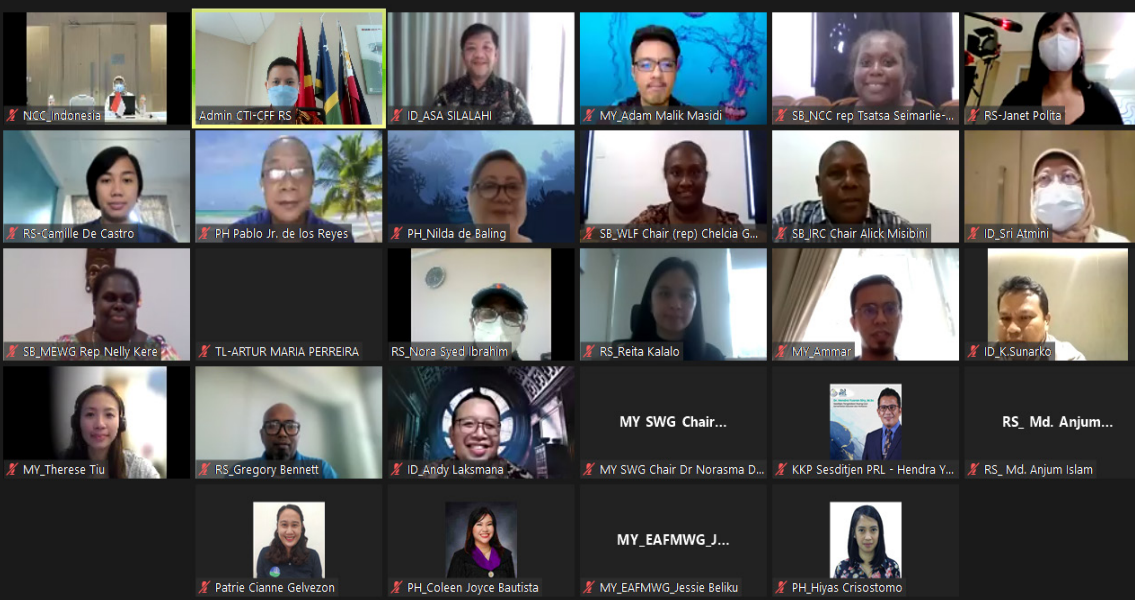 NCC_Indonesia
Admin CTI-CFF RS
ID_ASA SILALAHI
MY_Adam Malik Masidi
SB_NCC rep Tsatsa Seimarlie-...
RS-Janet Polita
RS-Camille De Castro
PH Pablo Jr. de los Reyes
PH_Nilda de Baling
SB_WLF Chair (rep) Chelcia G...
SB_IRC Chair Alick Misibini
ID_Sri Atmini
SB_MEWG Rep Nelly Kere
TL-ARTUR MARIA PERREIRA
RS_Nora Syed Ibrahim
RS_Reita Kalalo
MY_Ammar
ID_K.Sunarko
MY_Therese Tiu
RS_Gregory Bennett
ID_Andy Laksmana
MY SWG Chair...
MY SWG Chair Dr Norasma D...
KKP Sesditjen PRL - Hendra Y...
RS_ Md. Anjum...
RS_ Md. Anjum Islam
Patrie Cianne Gelvezon
PH_Coleen Joyce Bautista
MY_EAFMWG_J...
MY_EAFMWG_Jessie Beliku
PH_Hiyas Crisostomo